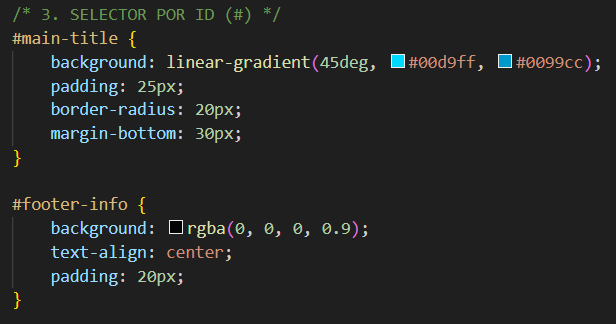 /* 3. SELECTOR POR ID (#) */
#main-title {
    background: linear-gradient(45deg, #00d9ff, #0099cc);
    padding: 25px;
    border-radius: 20px;
    margin-bottom: 30px;
}

#footer-info {
    background: rgba(0, 0, 0, 0.9);
    text-align: center;
    padding: 20px;
}